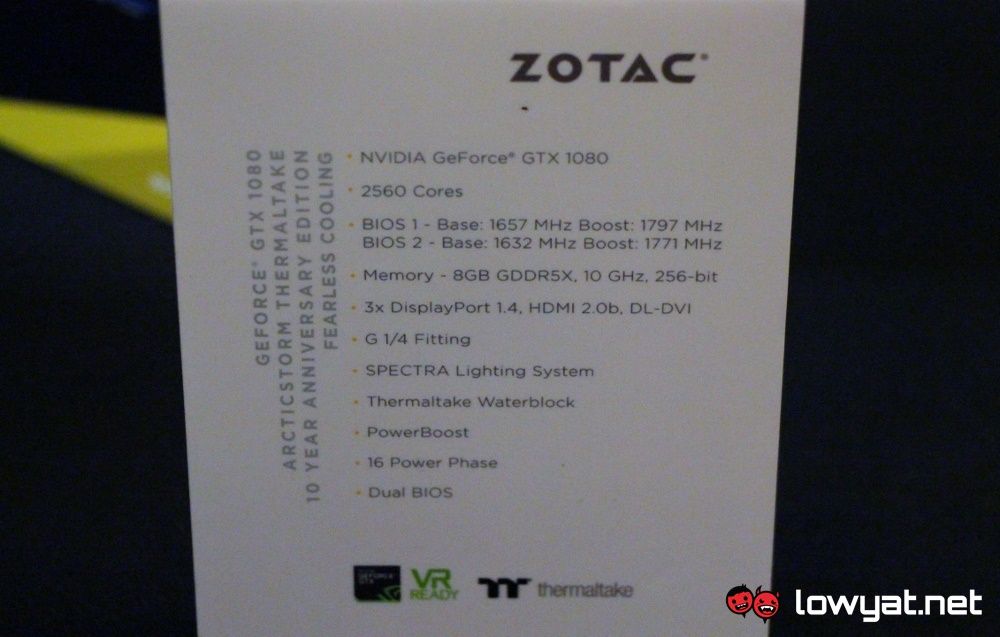 ZOTAC®
GEFORCE® GTX 1080
ARCTICSTORM THERMALTAKE
10 YEAR ANNIVERSARY EDITION
FEARLESS COOLING
• NVIDIA GeForce® GTX 1080
• 2560 Cores
• BIOS 1 - Base: 1657 MHz Boost: 1797 MHz
BIOS 2 - Base: 1632 MHz Boost: 1771 MHz
• Memory - 8GB GDDR5X, 10 GHz, 256-bit
• 3x DisplayPort 1.4, HDMI 2.0b, DL-DVI
• G 1/4 Fitting
• SPECTRA Lighting System
• Thermaltake Waterblock
• PowerBoost
• 16 Power Phase
• Dual BIOS
GEFORCE
GTX
VR
READY
thermaltake
lowyat.net